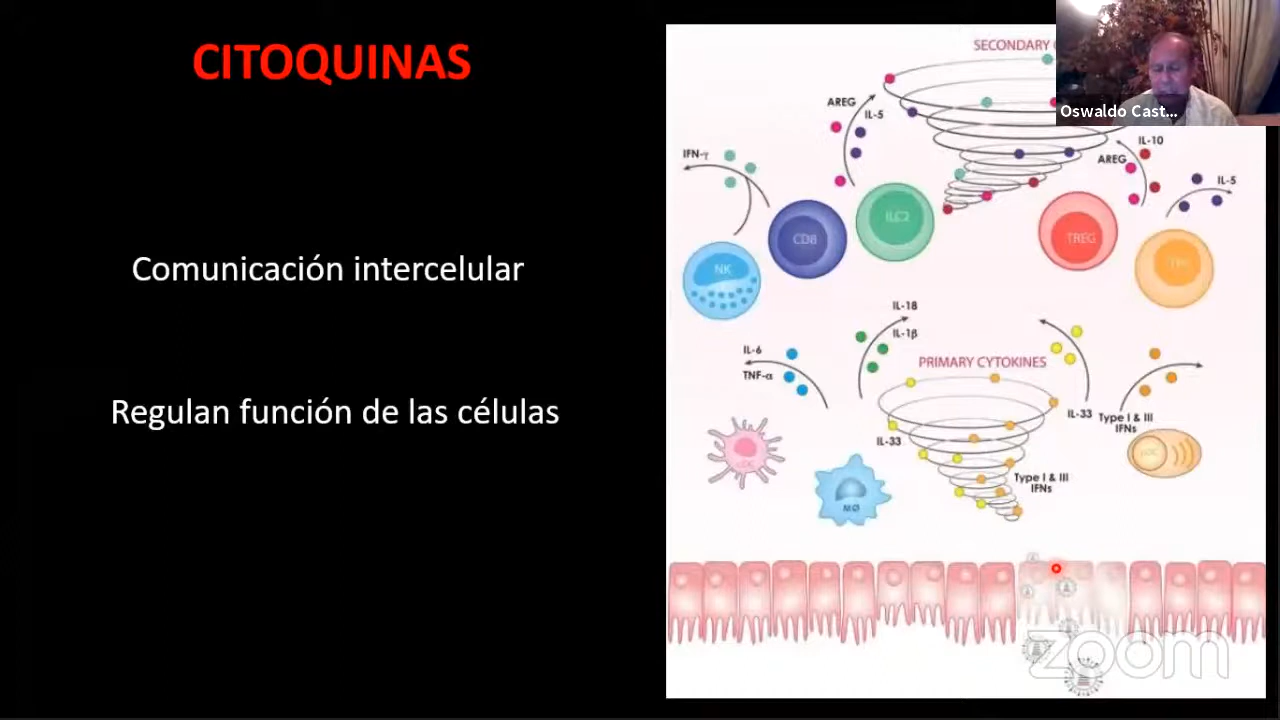 CITOQUINAS
Comunicación intercelular
Regulan función de las células
SECONDARY
Oswaldo Cast...
AREG
IL-5
IFN-γ
IL-10
AREG
IL-5
CD8
ILC2
TREG
NK
IL-18
IL-1β
IL-6
TNF-α
PRIMARY CYTOKINES
IL-33
Type I & III
IFNs
IL-33
Type I & III
IFNs
MØ
zoom